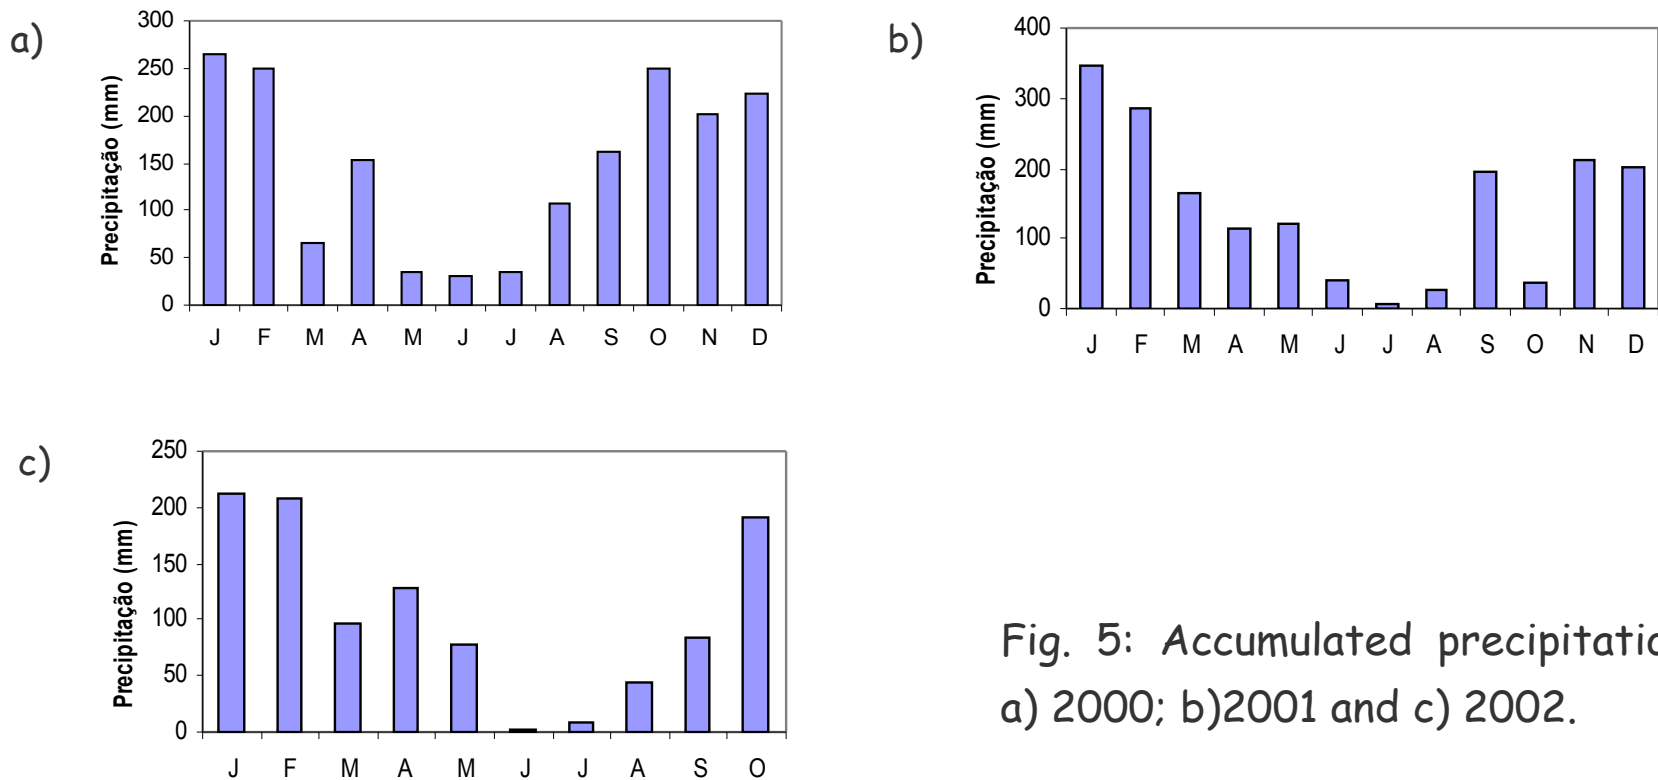 a)
300
250
200
150
100
50
0
Precipitação (mm)
J F M A M J J A S O N D
b)
400
300
200
100
0
Precipitação (mm)
J F M A M J J A S O N D
c)
250
200
150
100
50
0
Precipitação (mm)
J F M A M J J A S O
Fig. 5: Accumulated
a) 2000; b)2001 and c) 2002.